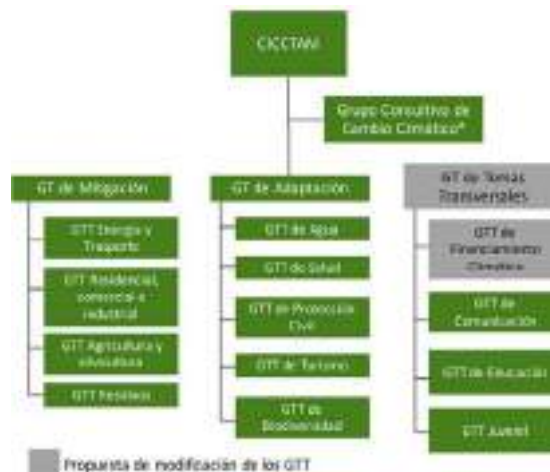 CICCTAM
Grupo Consultivo de
Cambio Climático*
GT de Mitigación
GTT Energía y
Trasporte
GTT Residencial,
comercial e
industrial
GTT Agricultura y
silvicultura
GTT Residuos
GT de Adaptación
GTT de Agua
GTT de Salud
GTT de Protección
Civil
GTT de Turismo
GTT de
Biodiversidad
GT de Temas
Transversales
GTT de
Financiamiento
Climático
GTT de
Comunicación
GTT de Educación
GTT Juvenil
Propuesta de modificación de los GTT